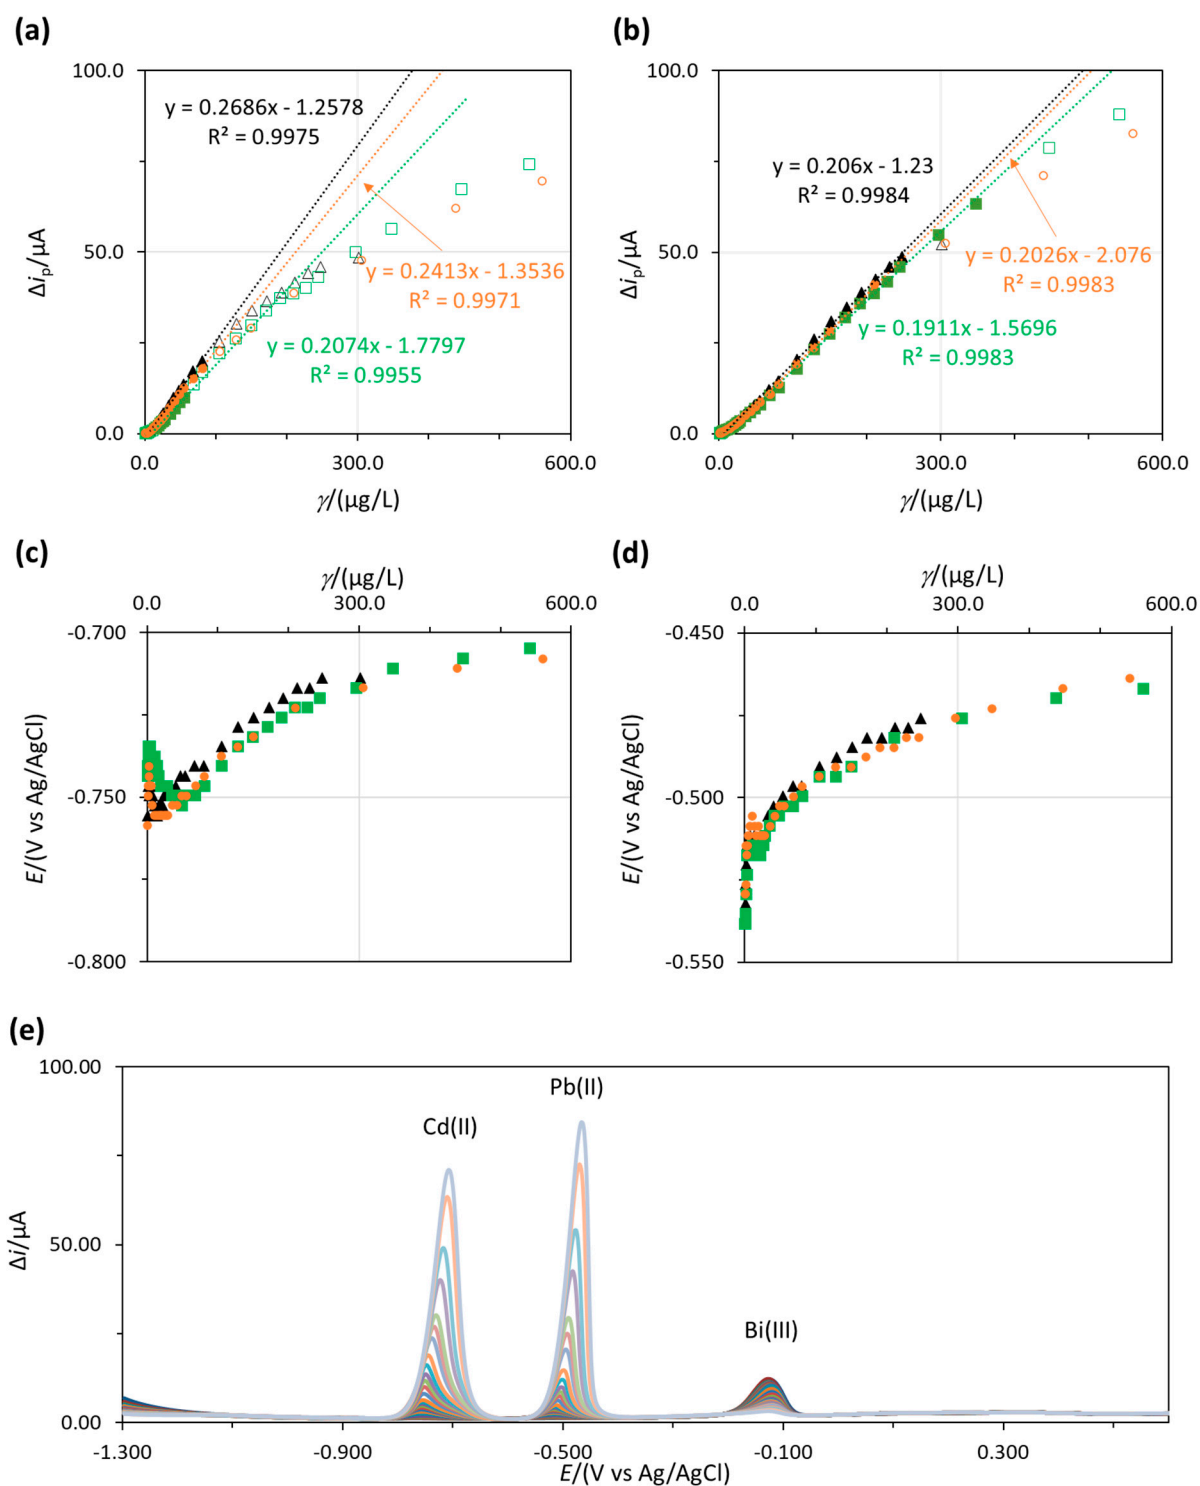 (a)
100.0
y = 0.2686x - 1.2578
R² = 0.9975
50.0
Δip/µA
y = 0.2413x - 1.3536
R² = 0.9971
y = 0.2074x - 1.7797
R² = 0.9955
0.0
0.0 300.0 600.0
γ/(µg/L)
(b)
100.0
y = 0.206x - 1.23
R² = 0.9984
50.0
Δip/µA
y = 0.2026x - 2.076
R² = 0.9983
y = 0.1911x - 1.5696
R² = 0.9983
0.0
0.0 300.0 600.0
γ/(µg/L)
(c)
γ/(µg/L)
0.0 300.0 600.0
-0.700
-0.750
E/(V vs Ag/AgCl)
-0.800
(d)
γ/(µg/L)
0.0 300.0 600.0
-0.450
-0.500
E/(V vs Ag/AgCl)
-0.550
(e)
100.00
Pb(II)
Cd(II)
50.00
Δi/µA
Bi(III)
0.00
-1.300 -0.900 -0.500 -0.100 0.300
E/(V vs Ag/AgCl)